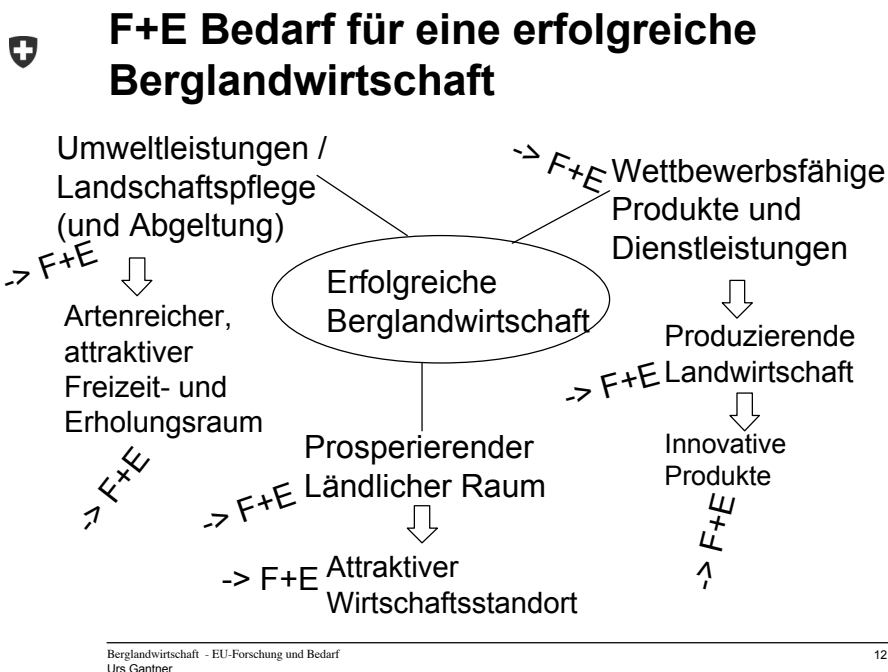 F+E Bedarf für eine erfolgreiche
Berglandwirtschaft
Umweltleistungen /
Landschaftspflege
(und Abgeltung)
-> F+E
Artenreicher,
attraktiver
Freizeit- und
Erholungsraum
-> F+E
Erfolgreiche
Berglandwirtschaft
-> F+E
Wettbewerbsfähige
Produkte und
Dienstleistungen
Produzierende
-> F+E Landwirtschaft
Innovative
Produkte
-> F+E
Prosperierender
-> F+E Ländlicher Raum
-> F+E Attraktiver
Wirtschaftsstandort
Berglandwirtschaft - EU-Forschung und Bedarf
Urs Gantner
12